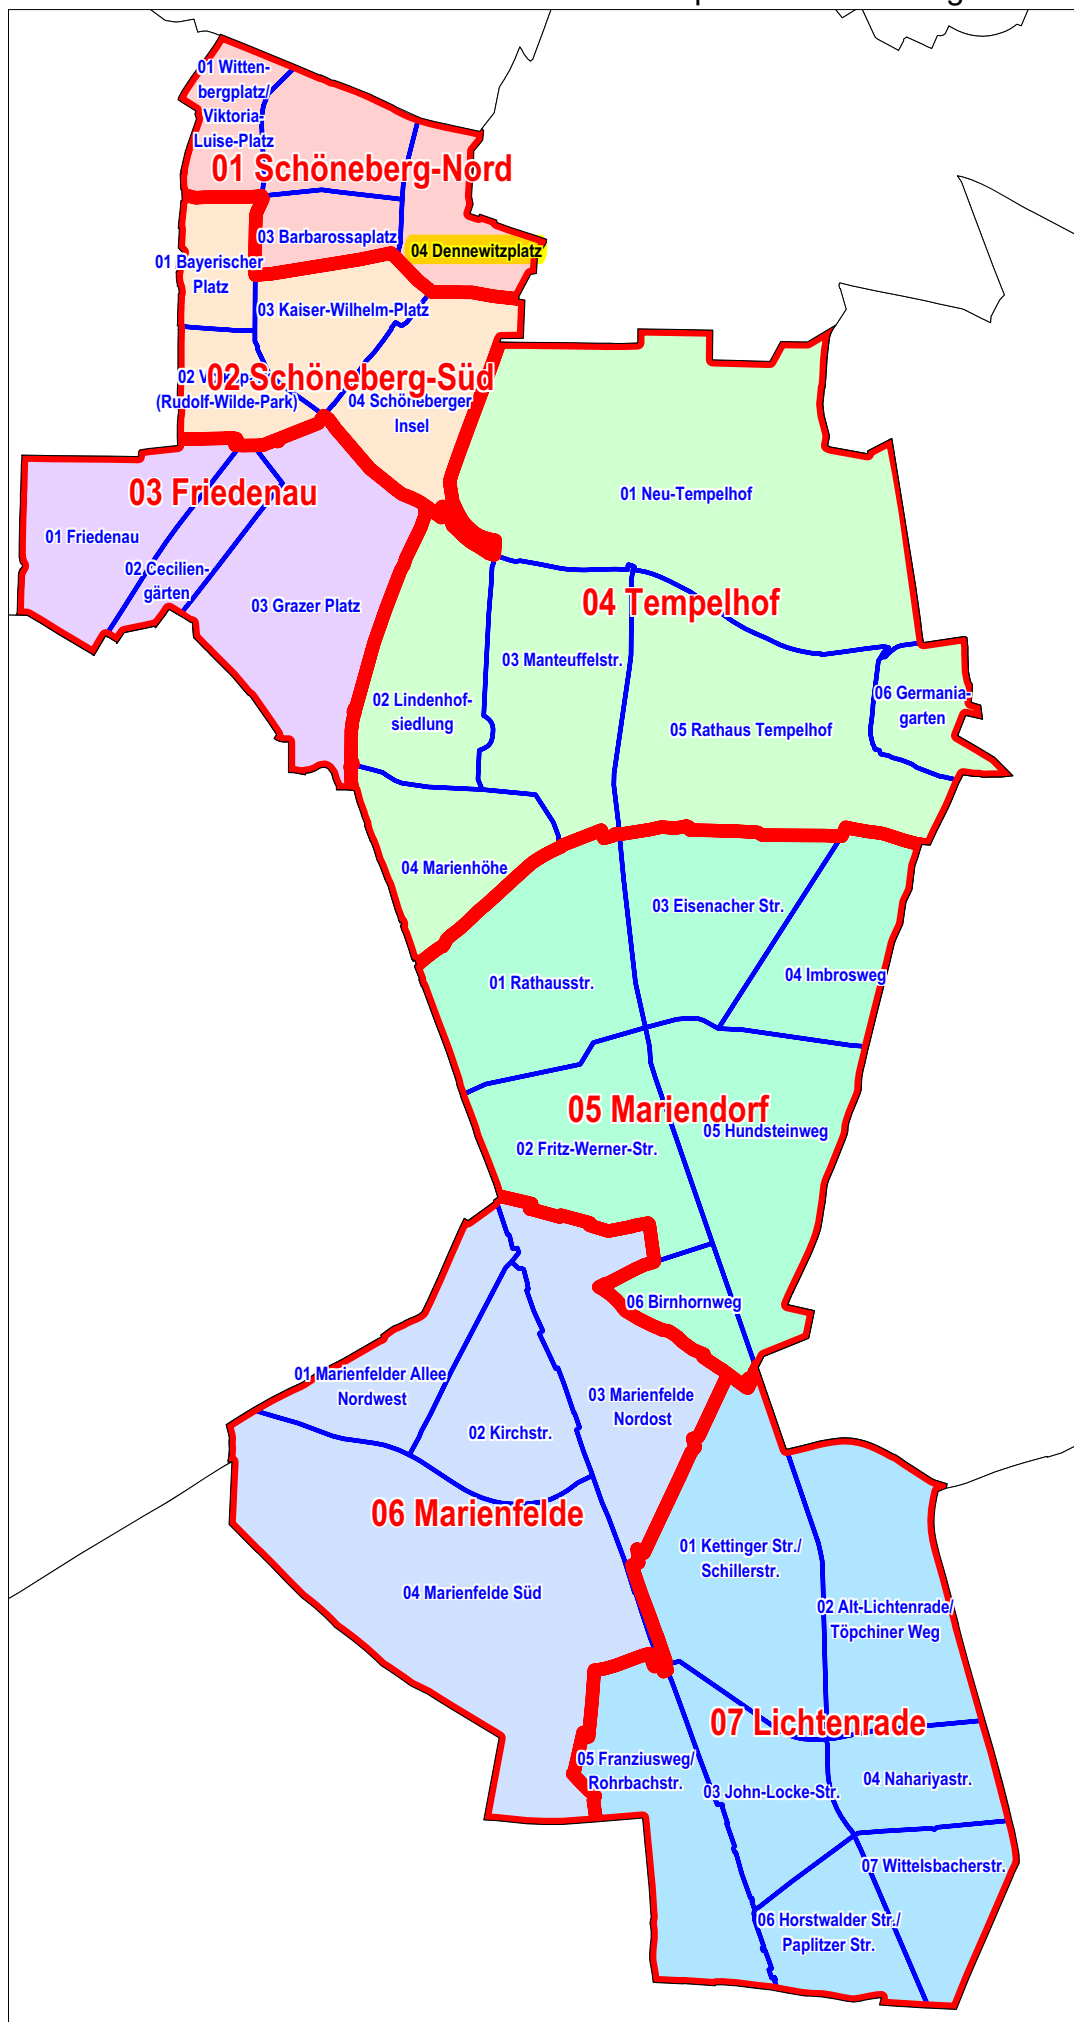 01 Witten-
bergplatz/
Viktoria-
Luise-Platz
01 Schöneberg-Nord
03 Barbarossaplatz
04 Dennewitzplatz
01 Bayerischer
Platz
03 Kaiser-Wilhelm-Platz
02 Schöneberg-Süd
02
(Rudolf-Wilde-Park)
04 Schöneberger
Insel
03 Friedenau
01 Friedenau
02 Cecilien-
gärten
03 Grazer Platz
01 Neu-Tempelhof
04 Tempelhof
03 Manteuffelstr.
02 Lindenhof-
siedlung
05 Rathaus Tempelhof
06 Germania-
garten
04 Marienhöhe
03 Eisenacher Str.
04 Imbrosweg
01 Rathausstr.
05 Mariendorf
05 Hundsteinweg
02 Fritz-Werner-Str.
06 Birnhornweg
01 Marienfelder Allee
Nordwest
03 Marienfelde
Nordost
02 Kirchstr.
06 Marienfelde
04 Marienfelde Süd
01 Kettinger Str./
Schillerstr.
02 Alt-Lichtenrade/
Töpchiner Weg
07 Lichtenrade
05 Franziusweg/
Rohrbachstr.
03 John-Locke-Str.
04 Nahariyastr.
07 Wittelsbacherstr.
06 Horstwalder Str./
Paplitzer Str.